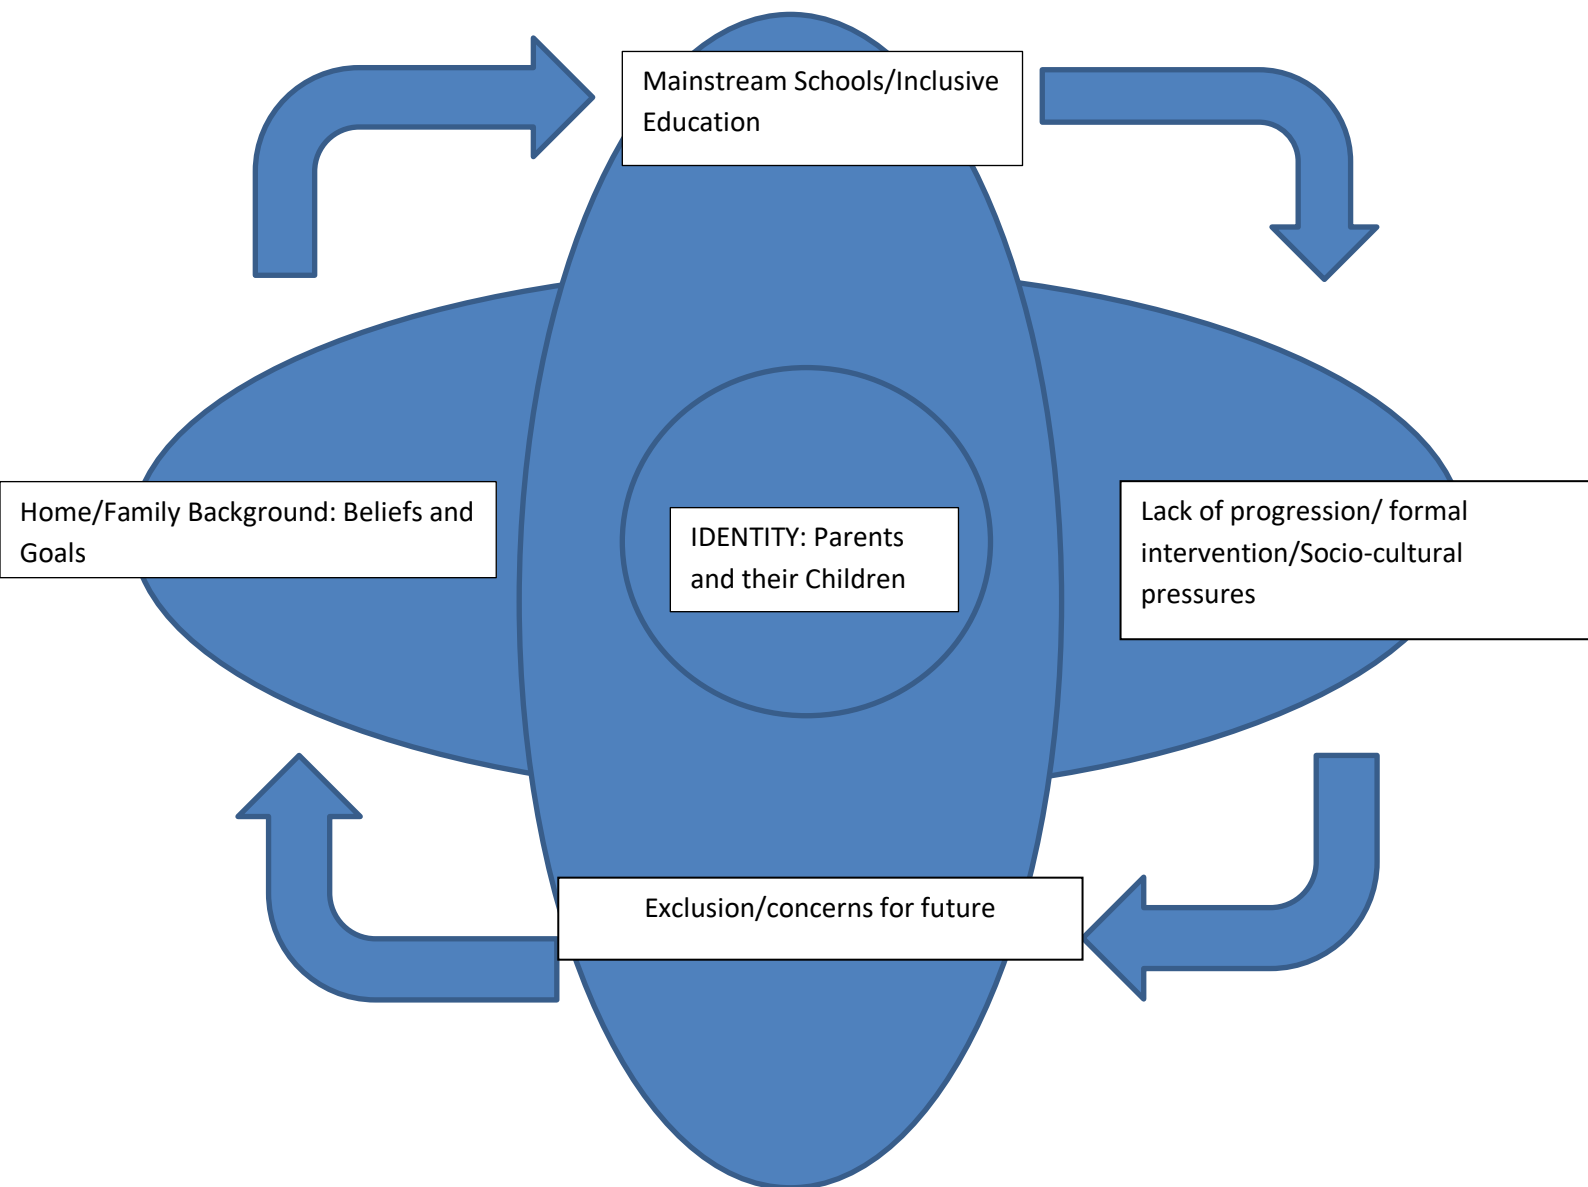 Mainstream Schools/Inclusive
Education
Home/Family Background: Beliefs and
Goals
IDENTITY: Parents
and their Children
Lack of progression/ formal
intervention/Socio-cultural
pressures
Exclusion/concerns for future